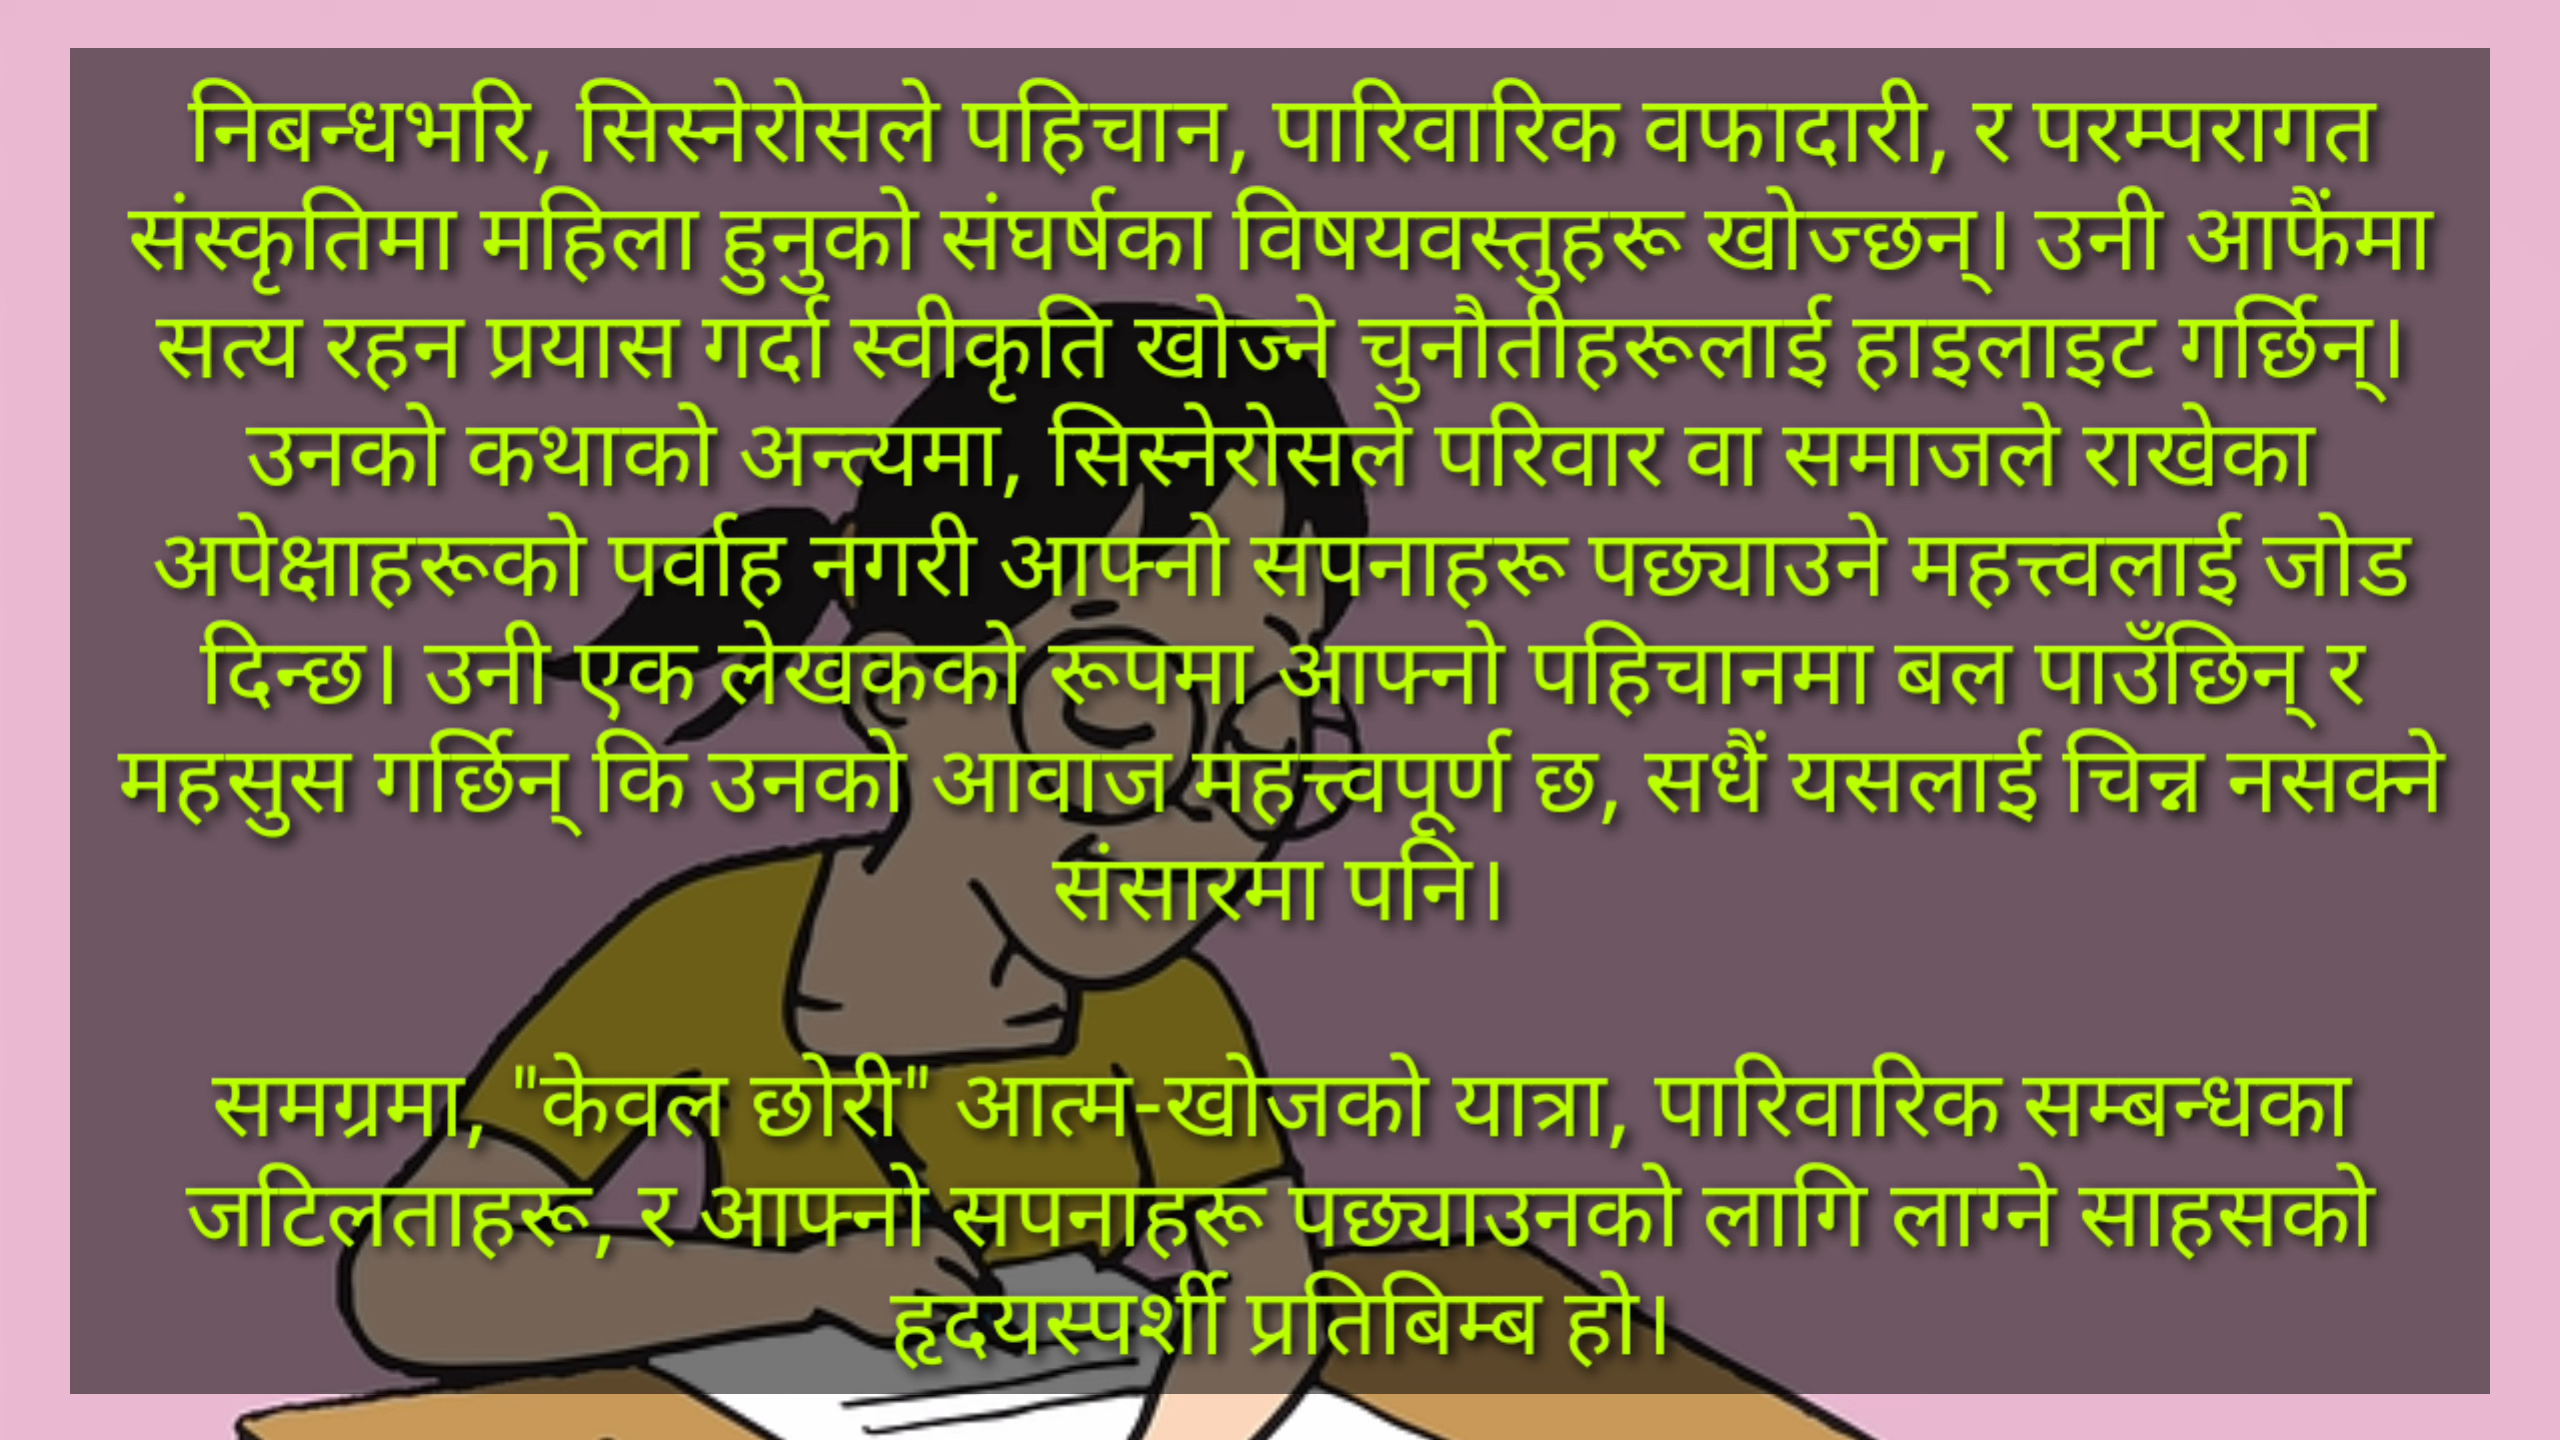 निबन्धभरि, सिस्नेरोसले पहिचान, पारिवारिक वफादारी, र परम्परागत
संस्कृतिमा महिला हुनुको संघर्षका विषयवस्तुहरू खोज्छन्। उनी आफैंमा
सत्य रहन प्रयास गर्दा स्वीकृति खोज्ने चुनौतीहरूलाई हाइलाइट गर्छिन्।
उनको कथाको अन्त्यमा, सिस्नेरोसले परिवार वा समाजले राखेका
अपेक्षाहरूको पर्वाह नगरी आफ्नो सपनाहरू पछ्याउने महत्त्वलाई जोड
दिन्छ। उनी एक लेखकको रूपमा आफ्नो पहिचानमा बल पाउँछिन् र
महसुस गर्छिन् कि उनको आवाज महत्त्वपूर्ण छ, सधैं यसलाई चिन्न नसक्ने
संसारमा पनि।
समग्रमा, "केवल छोरी" आत्म-खोजको यात्रा, पारिवारिक सम्बन्धका
जटिलताहरू, र आफ्नो सपनाहरू पछ्याउनको लागि लाग्ने साहसको
हृदयस्पर्शी प्रतिबिम्ब हो।